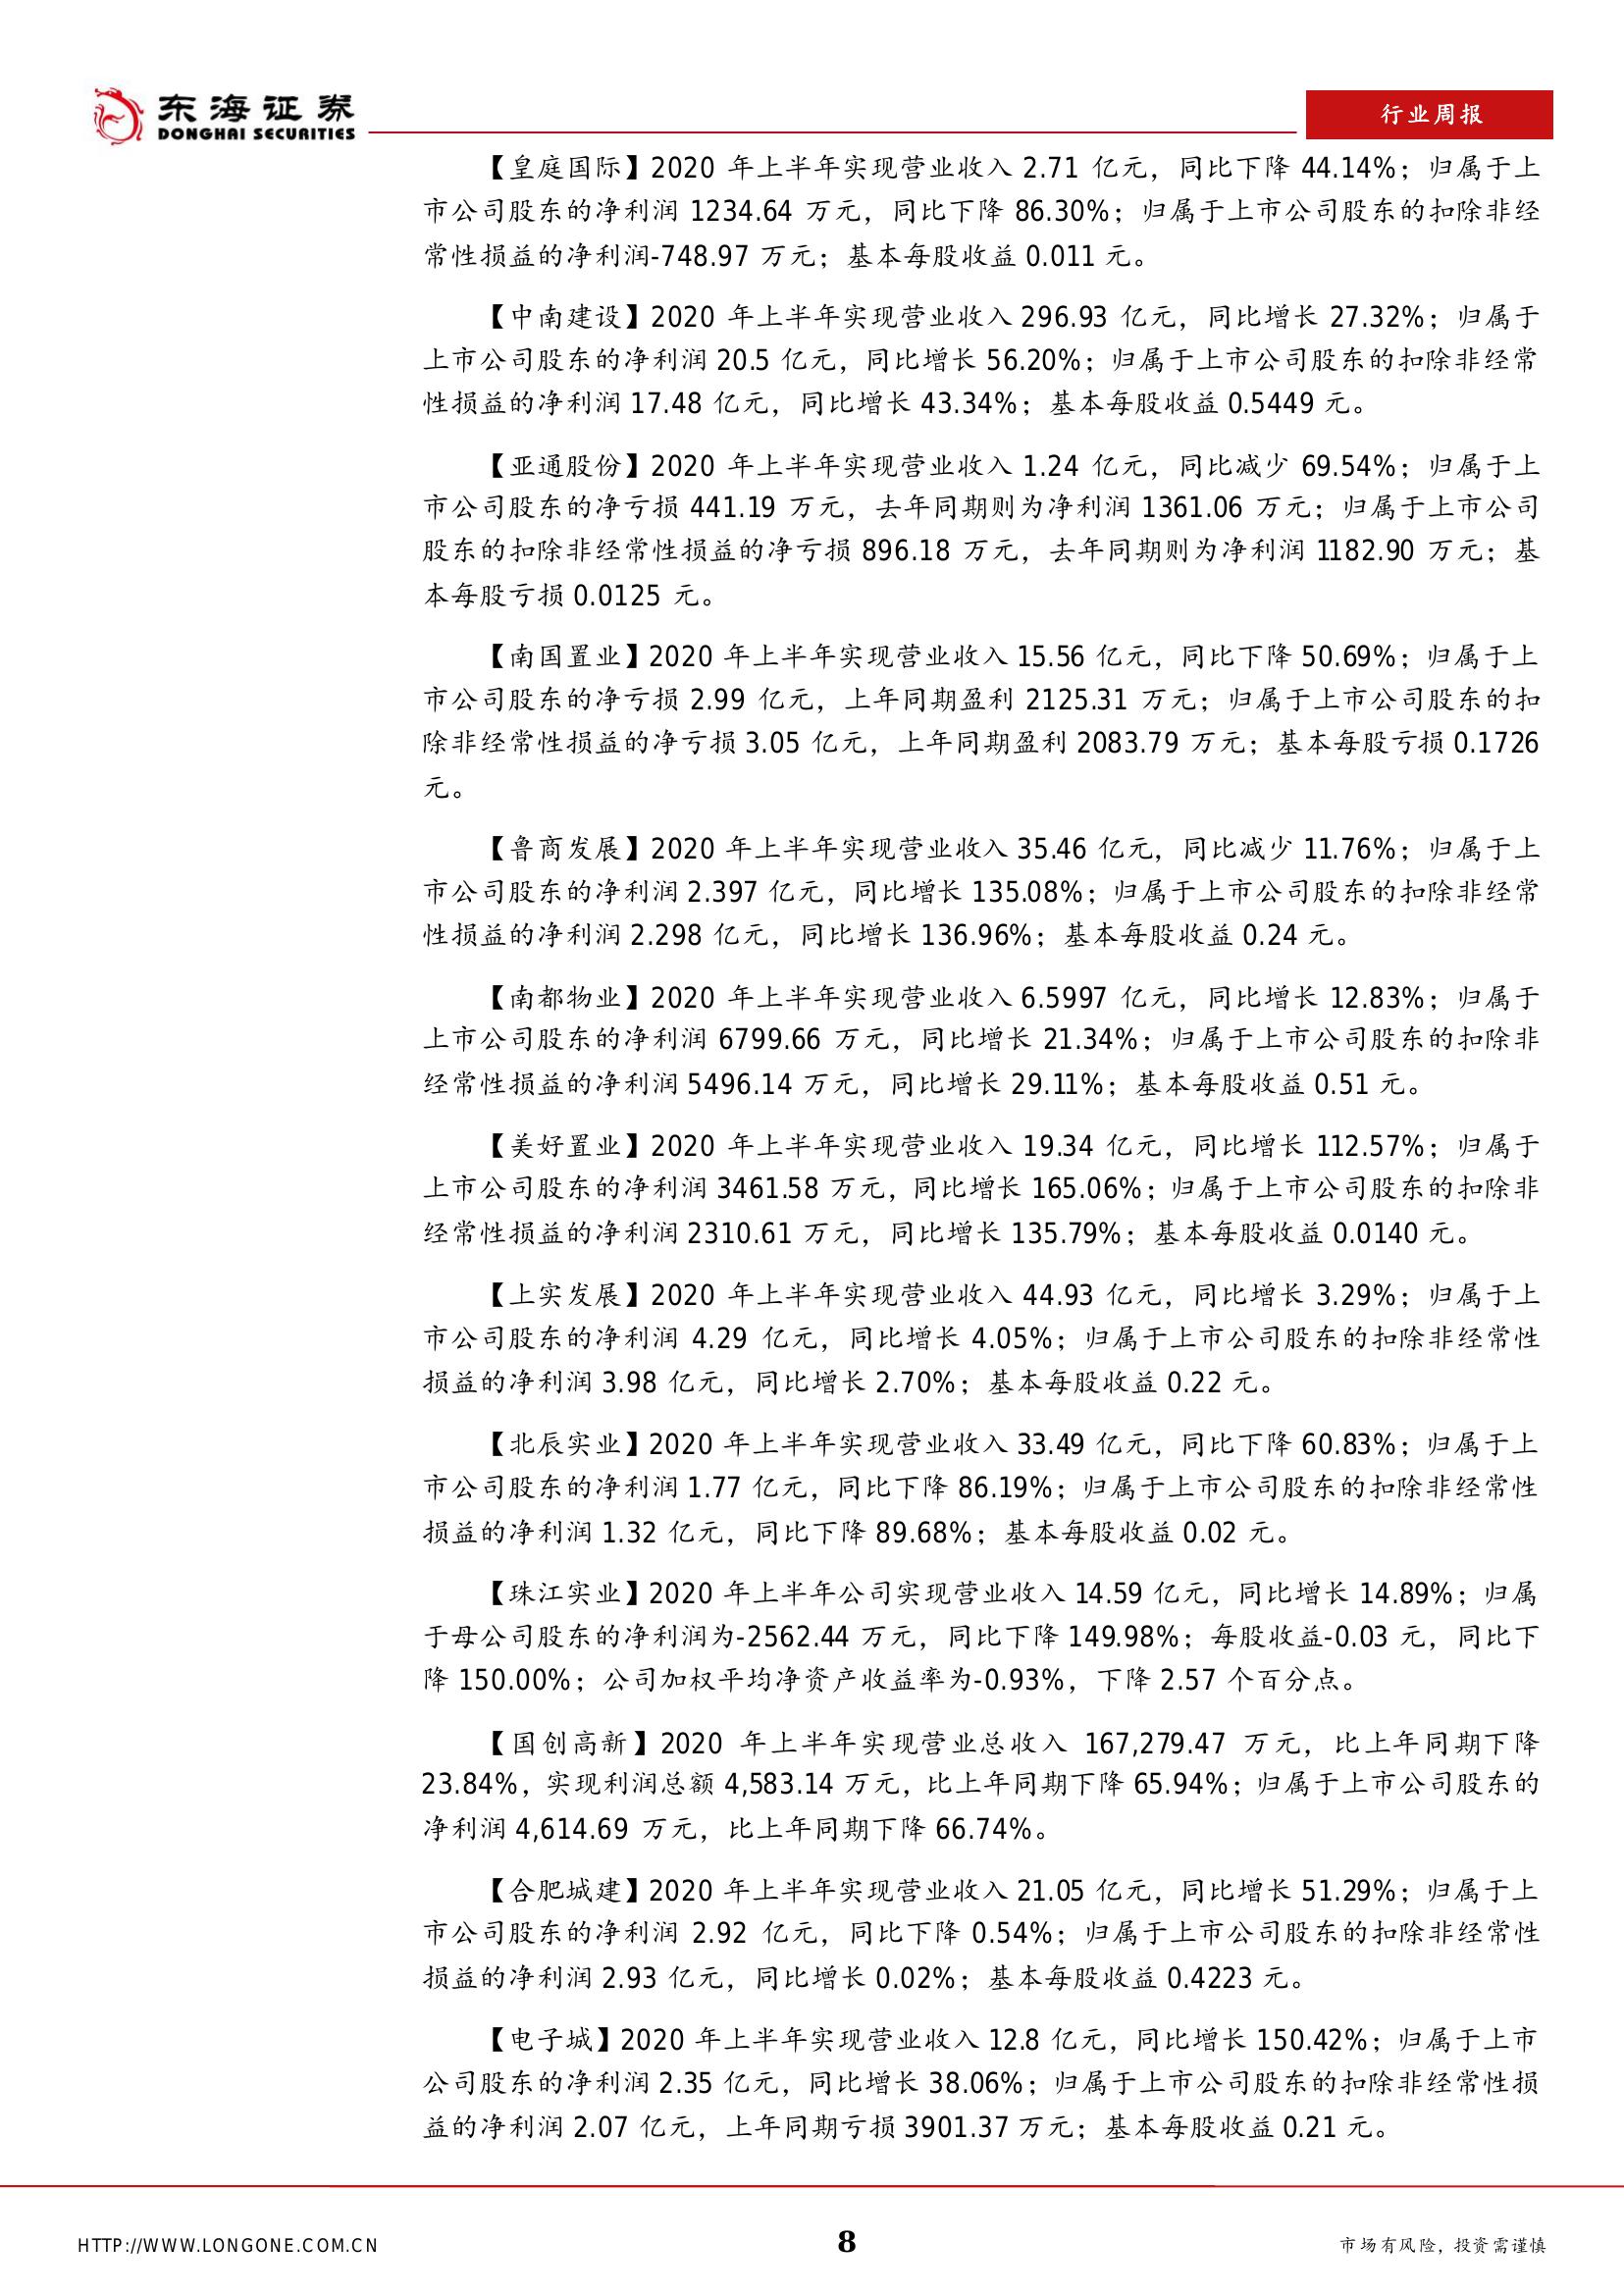 东海证券
DONGHAI SECURITIES
行业周报
【皇庭国际】2020 年上半年实现营业收入 2.71 亿元，同比下降 44.14%；归属于上
市公司股东的净利润 1234.64 万元，同比下降 86.30%；归属于上市公司股东的扣除非经
常性损益的净利润-748.97 万元；基本每股收益 0.011 元。
【中南建设】2020 年上半年实现营业收入 296.93 亿元，同比增长 27.32%；归属于
上市公司股东的净利润 20.5 亿元，同比增长 56.20%；归属于上市公司股东的扣除非经常
性损益的净利润 17.48 亿元，同比增长 43.34%；基本每股收益 0.5449 元。
【亚通股份】2020 年上半年实现营业收入 1.24 亿元，同比减少 69.54%；归属于上
市公司股东的净亏损 441.19 万元，去年同期则为净利润 1361.06 万元；归属于上市公司
股东的扣除非经常性损益的净亏损 896.18 万元，去年同期则为净利润 1182.90 万元；基
本每股亏损 0.0125 元。
【南国置业】2020 年上半年实现营业收入 15.56 亿元，同比下降 50.69%；归属于上
市公司股东的净亏损 2.99 亿元，上年同期盈利 2125.31 万元；归属于上市公司股东的扣
除非经常性损益的净亏损 3.05 亿元，上年同期盈利 2083.79 万元；基本每股亏损 0.1726
元。
【鲁商发展】2020 年上半年实现营业收入 35.46 亿元，同比减少 11.76%；归属于上
市公司股东的净利润 2.397 亿元，同比增长 135.08%；归属于上市公司股东的扣除非经常
性损益的净利润 2.298 亿元，同比增长 136.96%；基本每股收益 0.24 元。
【南都物业】2020 年上半年实现营业收入 6.5997 亿元，同比增长 12.83%；归属于
上市公司股东的净利润 6799.66 万元，同比增长 21.34%；归属于上市公司股东的扣除非
经常性损益的净利润 5496.14 万元，同比增长 29.11%；基本每股收益 0.51 元。
【美好置业】2020 年上半年实现营业收入 19.34 亿元，同比增长 112.57%；归属于
上市公司股东的净利润 3461.58 万元，同比增长 165.06%；归属于上市公司股东的扣除非
经常性损益的净利润 2310.61 万元，同比增长 135.79%；基本每股收益 0.0140 元。
【上实发展】2020 年上半年实现营业收入 44.93 亿元，同比增长 3.29%；归属于上
市公司股东的净利润 4.29 亿元，同比增长 4.05%；归属于上市公司股东的扣除非经常性
损益的净利润 3.98 亿元，同比增长 2.70%；基本每股收益 0.22 元。
【北辰实业】2020 年上半年实现营业收入 33.49 亿元，同比下降 60.83%；归属于上
市公司股东的净利润 1.77 亿元，同比下降 86.19%；归属于上市公司股东的扣除非经常性
损益的净利润 1.32 亿元，同比下降 89.68%；基本每股收益 0.02 元。
【珠江实业】2020 年上半年公司实现营业收入 14.59 亿元，同比增长 14.89%；归属
于母公司股东的净利润为-2562.44 万元，同比下降 149.98%；每股收益-0.03 元，同比下
降 150.00%；公司加权平均净资产收益率为-0.93%，下降 2.57 个百分点。
【国创高新】2020 年上半年实现营业总收入 167,279.47 万元，比上年同期下降
23.84%，实现利润总额 4,583.14 万元，比上年同期下降 65.94%；归属于上市公司股东的
净利润 4,614.69 万元，比上年同期下降 66.74%。
【合肥城建】2020 年上半年实现营业收入 21.05 亿元，同比增长 51.29%；归属于上
市公司股东的净利润 2.92 亿元，同比下降 0.54%；归属于上市公司股东的扣除非经常性
损益的净利润 2.93 亿元，同比增长 0.02%；基本每股收益 0.4223 元。
【电子城】2020 年上半年实现营业收入 12.8 亿元，同比增长 150.42%；归属于上市
公司股东的净利润 2.35 亿元，同比增长 38.06%；归属于上市公司股东的扣除非经常性损
益的净利润 2.07 亿元，上年同期亏损 3901.37 万元；基本每股收益 0.21 元。
HTTP://WWW.LONGONE.COM.CN
8
市场有风险，投资需谨慎